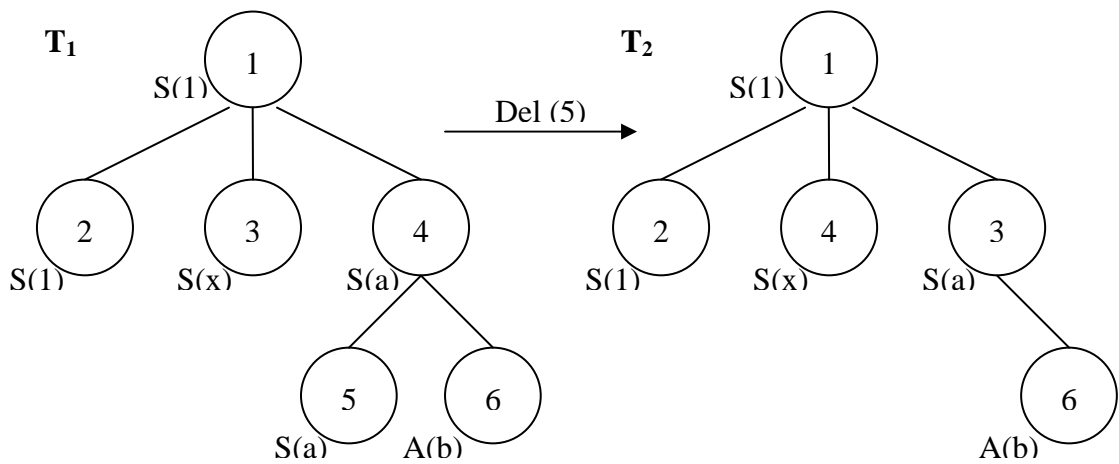 T1 1 T2 1
S(1) S(1)
Del (5)
2 3 4 2 4 3
S(1) S(x) S(a) S(1) S(x) S(a)
5 6 6
S(a) A(b) A(b)